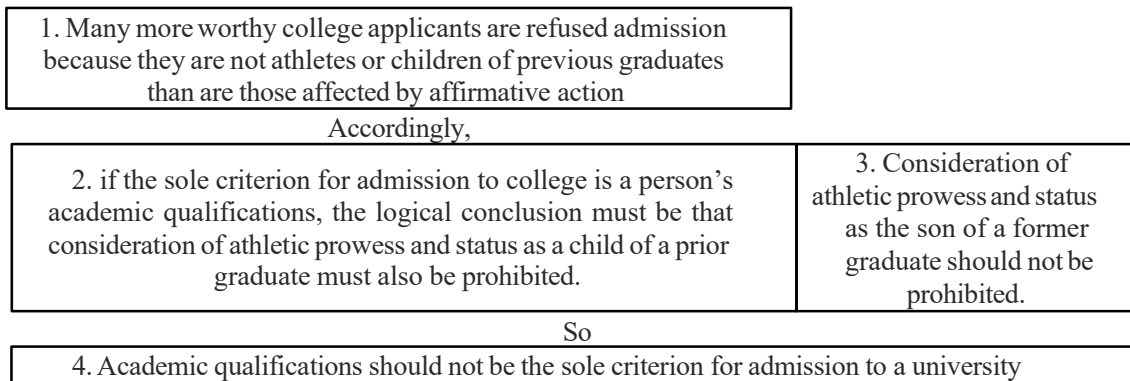 1. Many more worthy college applicants are refused admission
because they are not athletes or children of previous graduates
than are those affected by affirmative action
Accordingly,
2. if the sole criterion for admission to college is a person’s
academic qualifications, the logical conclusion must be that
consideration of athletic prowess and status as a child of a prior
graduate must also be prohibited.
3. Consideration of
athletic prowess and status
as the son of a former
graduate should not be
prohibited.
So
4. Academic qualifications should not be the sole criterion for admission to a university